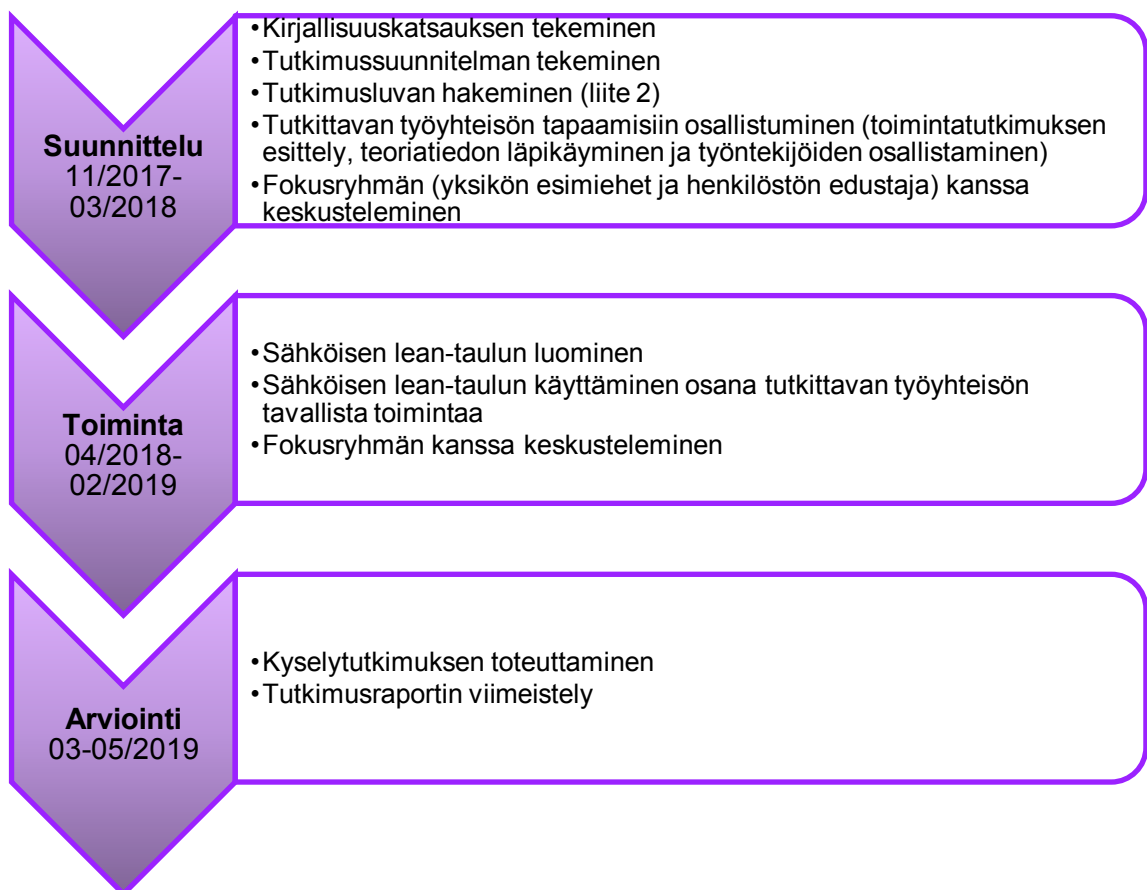 Suunnittelu
11/2017-
03/2018
•Kirjallisuuskatsauksen tekeminen
•Tutkimussuunnitelman tekeminen
•Tutkimusluvan hakeminen (liite 2)
•Tutkittavan työyhteisön tapaamisiin osallistuminen (toimintatutkimuksen
esittely, teoriatiedon läpikäyminen ja työntekijöiden osallistaminen)
•Fokusryhmän (yksikön esimiehet ja henkilöstön edustaja) kanssa
keskusteleminen
Toiminta
04/2018-
02/2019
•Sähköisen lean-taulun luominen
•Sähköisen lean-taulun käyttäminen osana tutkittavan työyhteisön
tavallista toimintaa
•Fokusryhmän kanssa keskusteleminen
Arviointi
03-05/2019
•Kyselytutkimuksen toteuttaminen
•Tutkimusraportin viimeistely